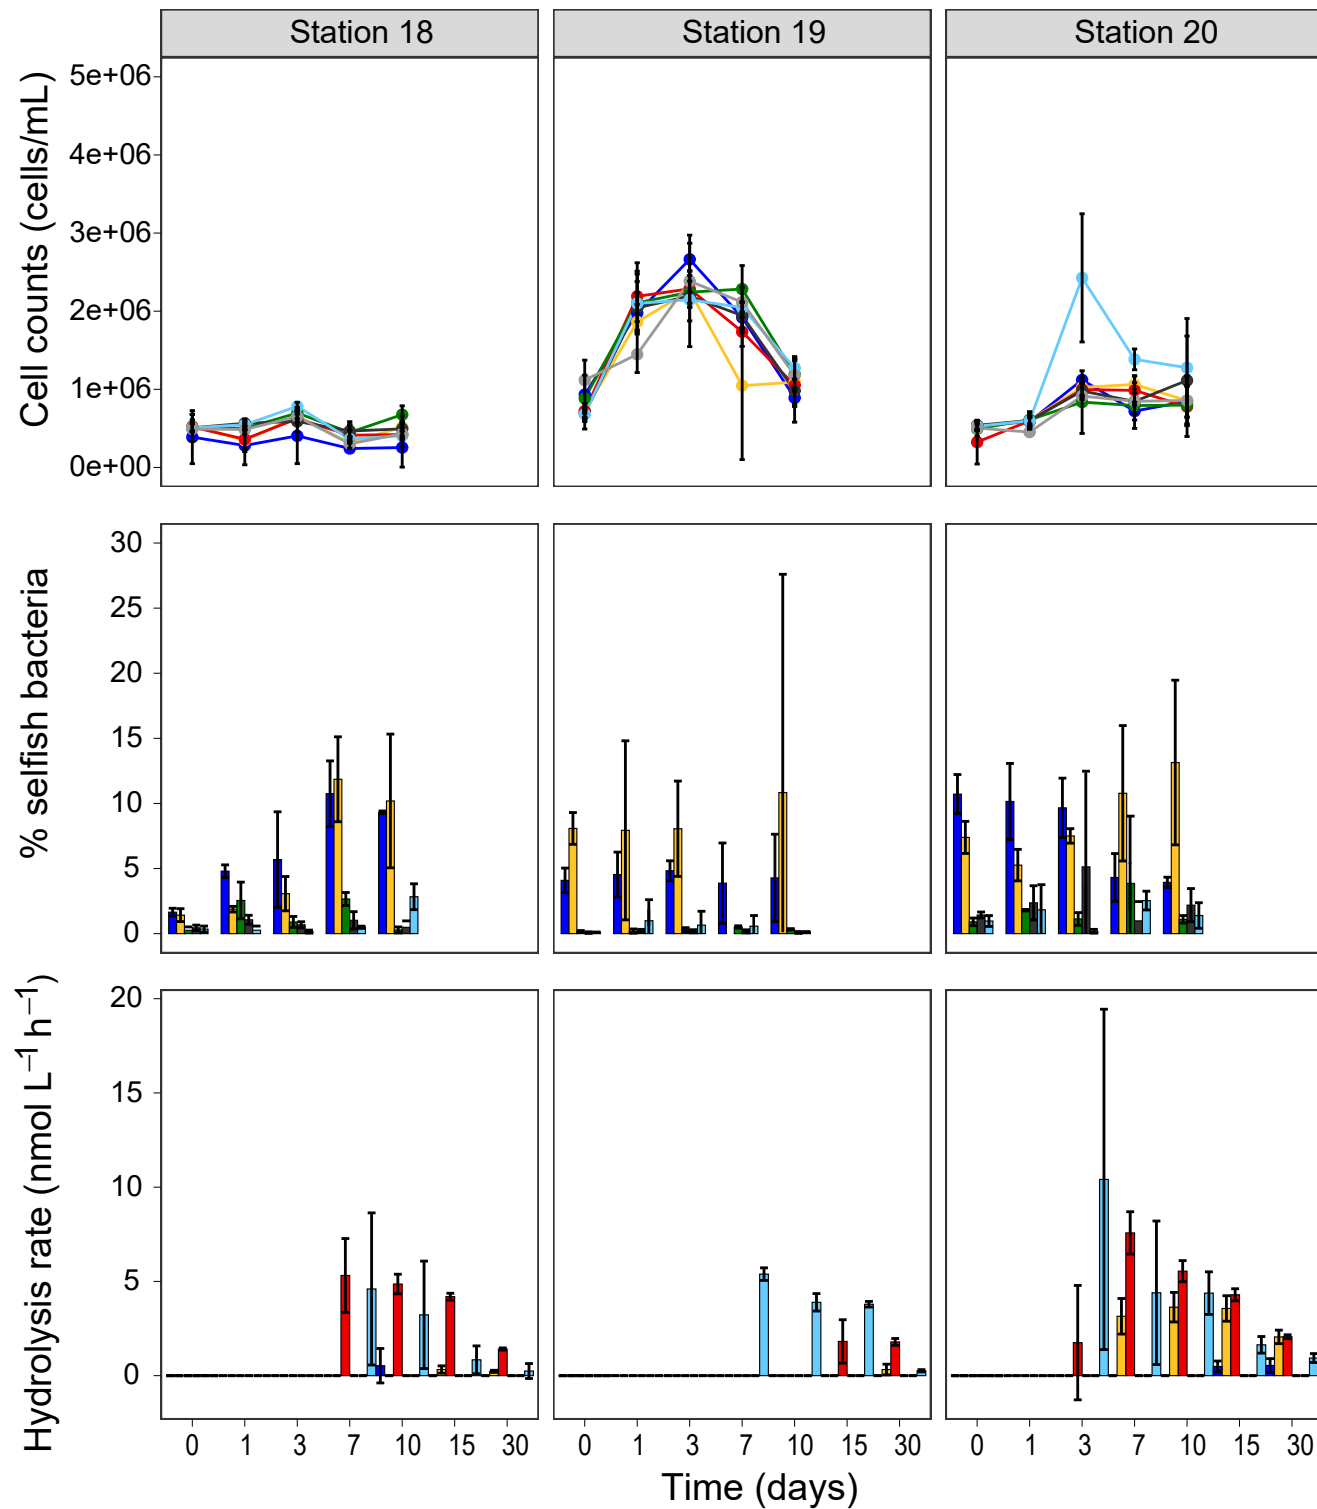 Station 18
Station 19
Station 20
Cell counts (cells/mL)
5e+06
4e+06
3e+06
2e+06
1e+06
0e+00
% selfish bacteria
30
25
20
15
10
5
0
Hydrolysis rate (nmol L⁻¹ h⁻¹)
20
15
10
5
0
0 1 3 7 10 15 30
0 1 3 7 10 15 30
0 1 3 7 10 15 30
Time (days)